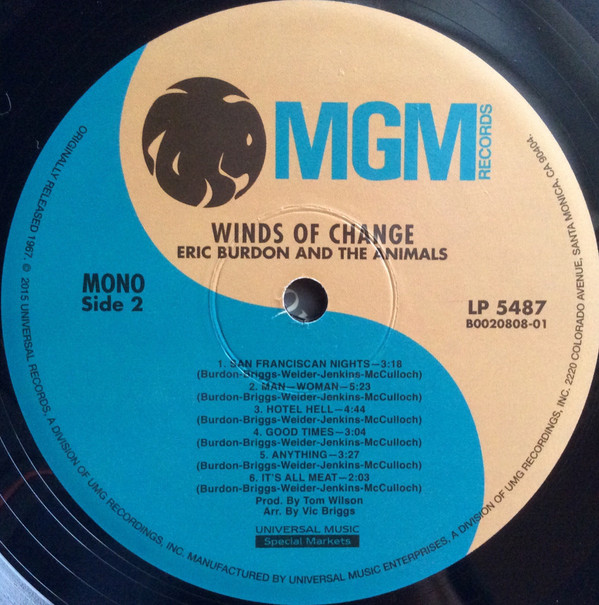 MGM
RECORDS
WINDS OF CHANGE
ERIC BURDON AND THE ANIMALS
MONO
Side 2
LP 5487
B0020808-01
1. SAN FRANCISCAN NIGHTS—3:18
(Burdon-Briggs-Weider-Jenkins-McCulloch)
2. MAN—WOMAN—5:23
(Burdon-Briggs-Weider-Jenkins-McCulloch)
3. HOTEL HELL—4:44
(Burdon-Briggs-Weider-Jenkins-McCulloch)
4. GOOD TIMES—3:04
(Burdon-Briggs-Weider-Jenkins-McCulloch)
5. ANYTHING—3:27
(Burdon-Briggs-Weider-Jenkins-McCulloch)
6. IT'S ALL MEAT—2:03
(Burdon-Briggs-Weider-Jenkins-McCulloch)
Prod. By Tom Wilson
Arr. By Vic Briggs
UNIVERSAL MUSIC
Special Markets
ORIGINALLY RELEASED 1967. © 2015 UNIVERSAL RECORDS, A DIVISION OF UMG RECORDINGS, INC. MANUFACTURED BY UNIVERSAL MUSIC ENTERPRISES, A DIVISION OF UMG RECORDINGS, INC. 2220 COLORADO AVENUE, SANTA MONICA, CA 90404.